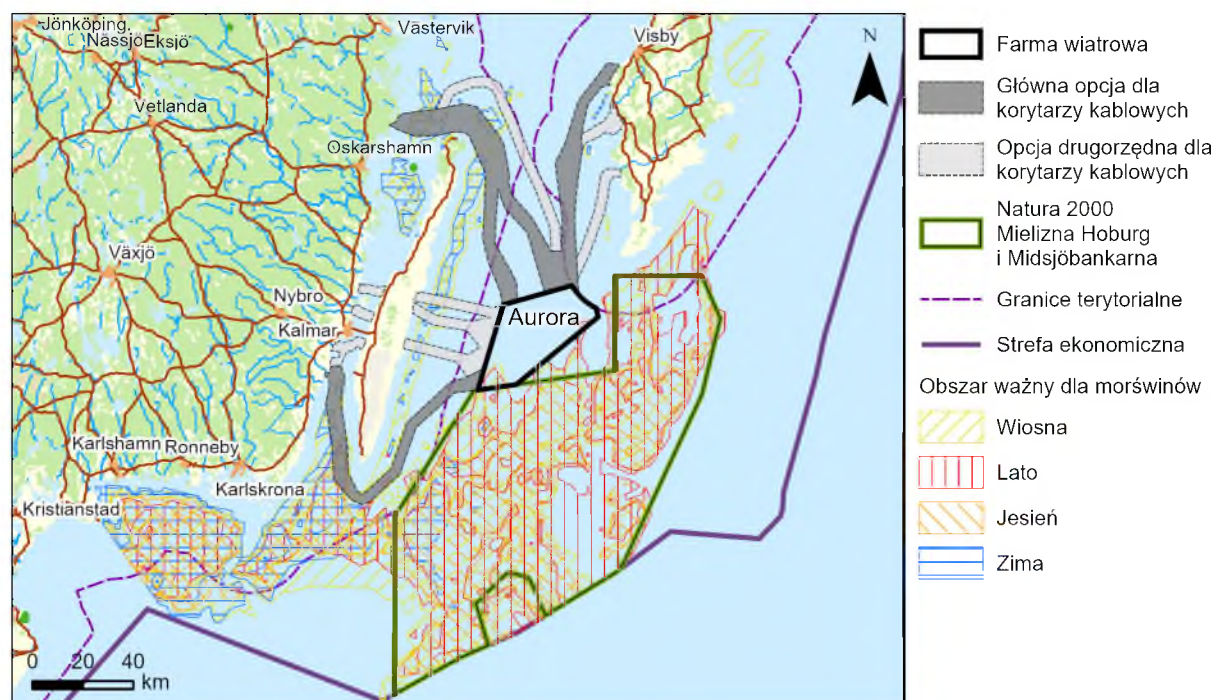 Jönköping.
Nässjö
Eksjö
Västervik
Visby
N
Vetlanda
Oskarshamn
Växjö
Nybro
Kalmar
Aurora
Karlshamn
Ronneby
Karlskrona
Kristianstad
0 20 40
km
Farma wiatrowa
Główna opcja dla
korytarzy kablowych
Opcja drugorzędna dla
korytarzy kablowych
Natura 2000
Mielizna Hoburg
i Midsjöbankarna
Granice terytorialne
Strefa ekonomiczna
Obszar ważny dla morświnów
Wiosna
Lato
Jesień
Zima